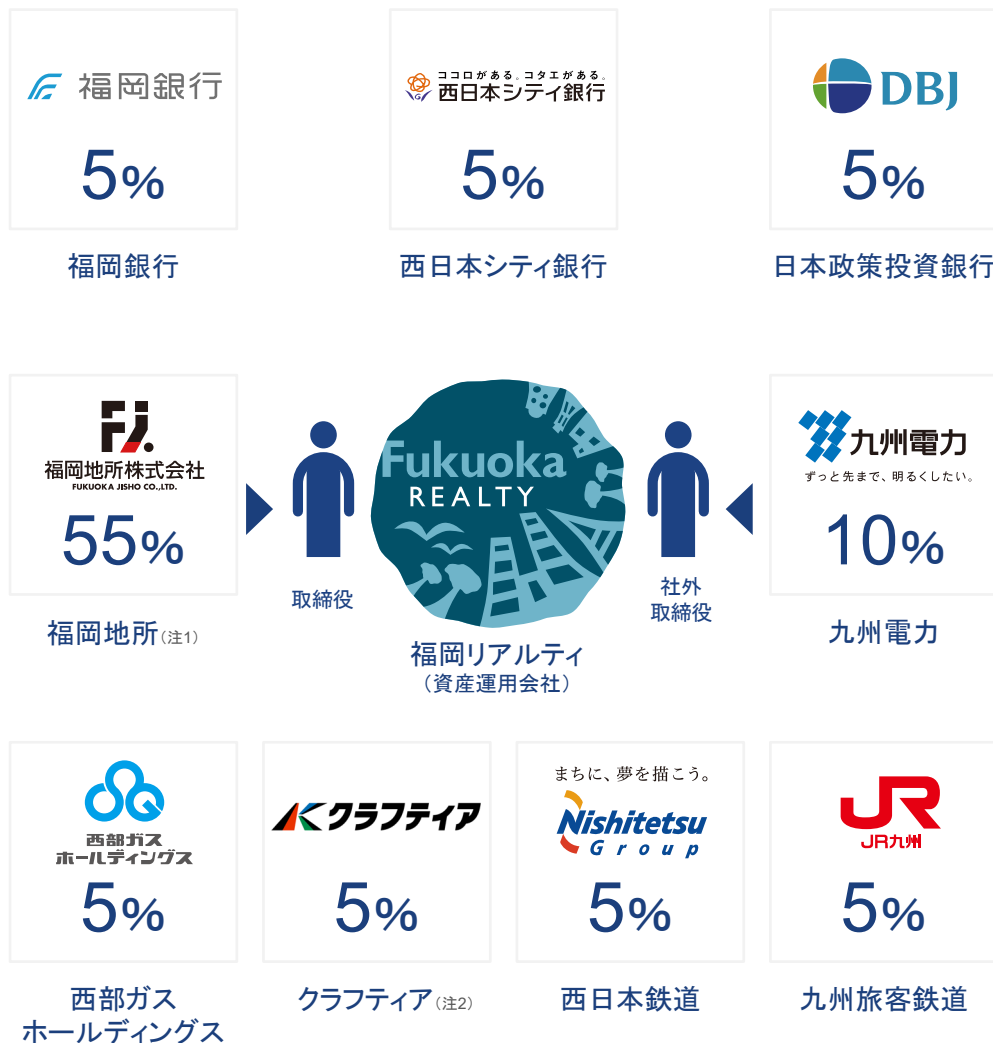 福岡銀行
5%
福岡銀行
ココロがある。コタエがある。
西日本シティ銀行
5%
西日本シティ銀行
DBJ
5%
日本政策投資銀行
FJ.
福岡地所株式会社
FUKUOKA JISHO CO.,LTD.
55%
福岡地所(注1)
取締役
Fukuoka
REALTY
福岡リアルティ
(資産運用会社)
社外
取締役
九州電力
ずっと先まで、明るくしたい。
10%
九州電力
西部ガス
ホールディングス
5%
西部ガス
ホールディングス
クラフティア
5%
クラフティア(注2)
まちに、夢を描こう。
Nishitetsu
Group
5%
西日本鉄道
JR
JR九州
5%
九州旅客鉄道